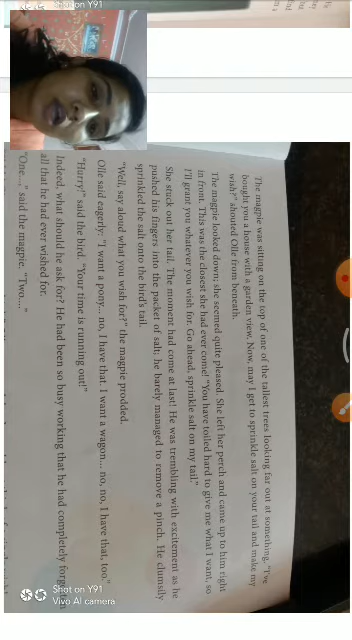 Shot on Y91
The magpie was sitting on the top of one of the tallest trees looking far out at something. "I've
bought you a house with a garden view. Now, may I get to sprinkle salt on your tail and make my
wish?" shouted Olle from beneath.
The magpie looked down; she seemed quite pleased. She left her perch and came up to him right
in front. This was the closest she had ever come! "You have toiled hard to give me what I want, so
I'll grant you whatever you wish for. Go ahead, sprinkle salt on my tail."
She stuck out her tail. The moment had come at last! He was trembling with excitement as he
pushed his fingers into the packet of salt; he barely managed to remove a pinch. He clumsily
sprinkled the salt onto the bird's tail.
"Well, say aloud what you wish for?" the magpie prodded.
Olle said eagerly. "I want a pony... no, I have that. I want a wagon... no, no, I have that, too."
"Hurry!" said the bird. "Your time is running out!"
Indeed, what should he ask for? He had been so busy working that he had completely
all that he had ever wished for.
"One...," said the magpie. "Two...."
Shot on Y91
Vivo AI camera